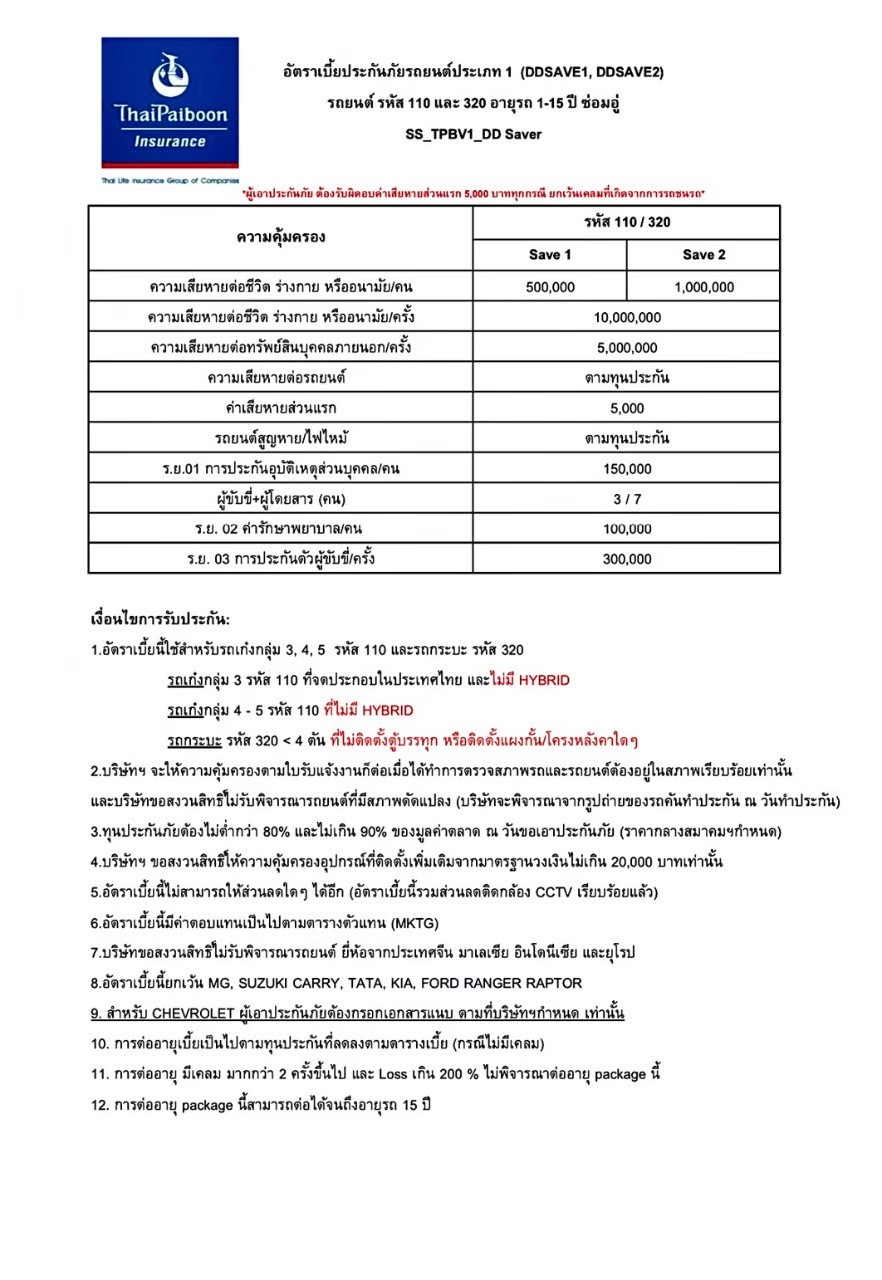 ThaiPaiboon
Insurance
Thai Life Insurance Group of Companies
อัตราเบี้ยประกันภัยรถยนต์ประเภท 1 (DDSAVE1, DDSAVE2)
รถยนต์ รหัส 110 และ 320 อายุรถ 1-15 ปี ซ่อมอู่
SS_TPBV1_DD Saver
*ผู้เอาประกันภัย ต้องรับผิดชอบค่าเสียหายส่วนแรก 5,000 บาททุกกรณี ยกเว้นเคลมที่เกิดจากการรถชนรถ*
ความคุ้มครอง รหัส 110 / 320
Save 1 Save 2
ความเสียหายต่อชีวิต ร่างกาย หรืออนามัย/คน 500,000 1,000,000
ความเสียหายต่อชีวิต ร่างกาย หรืออนามัย/ครั้ง 10,000,000
ความเสียหายต่อทรัพย์สินบุคคลภายนอก/ครั้ง 5,000,000
ความเสียหายต่อรถยนต์ ตามทุนประกัน
ค่าเสียหายส่วนแรก 5,000
รถยนต์สูญหาย/ไฟไหม้ ตามทุนประกัน
ร.ย.01 การประกันอุบัติเหตุส่วนบุคคล/คน 150,000
ผู้ขับขี่+ผู้โดยสาร (คน) 3 / 7
ร.ย. 02 ค่ารักษาพยาบาล/คน 100,000
ร.ย. 03 การประกันตัวผู้ขับขี่/ครั้ง 300,000
เงื่อนไขการรับประกัน:
1.อัตราเบี้ยนี้ใช้สำหรับรถเก๋งกลุ่ม 3, 4, 5 รหัส 110 และรถกระบะ รหัส 320
รถเก๋งกลุ่ม 3 รหัส 110 ที่จดประกอบในประเทศไทย และไม่มี HYBRID
รถเก๋งกลุ่ม 4 - 5 รหัส 110 ที่ไม่มี HYBRID
รถกระบะ รหัส 320 < 4 ตัน ที่ไม่ติดตั้งตู้บรรทุก หรือติดตั้งแผงกั้น/โครงหลังคาใดๆ
2.บริษัทฯ จะให้ความคุ้มครองตามใบรับแจ้งงานก็ต่อเมื่อได้ทำการตรวจสภาพรถและรถยนต์ต้องอยู่ในสภาพเรียบร้อยเท่านั้น
และบริษัทขอสงวนสิทธิ์ไม่รับพิจารณารถยนต์ที่มีสภาพดัดแปลง (บริษัทจะพิจารณาจากรูปถ่ายของรถคันทำประกัน ณ วันทำประกัน)
3.ทุนประกันภัยต้องไม่ต่ำกว่า 80% และไม่เกิน 90% ของมูลค่าตลาด ณ วันขอเอาประกันภัย (ราคากลางสมาคมฯกำหนด)
4.บริษัทฯ ขอสงวนสิทธิ์ให้ความคุ้มครองอุปกรณ์ที่ติดตั้งเพิ่มเติมจากมาตรฐานวงเงินไม่เกิน 20,000 บาทเท่านั้น
5.อัตราเบี้ยนี้ไม่สามารถให้ส่วนลดใดๆ ได้อีก (อัตราเบี้ยนี้รวมส่วนลดติดกล้อง CCTV เรียบร้อยแล้ว)
6.อัตราเบี้ยนี้มีค่าตอบแทนเป็นไปตามตารางตัวแทน (MKTG)
7.บริษัทขอสงวนสิทธิ์ไม่รับพิจารณารถยนต์ ยี่ห้อจากประเทศจีน มาเลเซีย อินโดนีเซีย และยุโรป
8.อัตราเบี้ยนี้ยกเว้น MG, SUZUKI CARRY, TATA, KIA, FORD RANGER RAPTOR
9. สำหรับ CHEVROLET ผู้เอาประกันภัยต้องกรอกเอกสารแนบ ตามที่บริษัทฯกำหนด เท่านั้น
10. การต่ออายุเบี้ยเป็นไปตามทุนประกันที่ลดลงตามตารางเบี้ย (กรณีไม่มีเคลม)
11. การต่ออายุ มีเคลม มากกว่า 2 ครั้งขึ้นไป และ Loss เกิน 200 % ไม่พิจารณาต่ออายุ package นี้
12. การต่ออายุ package นี้สามารถต่อได้จนถึงอายุรถ 15 ปี